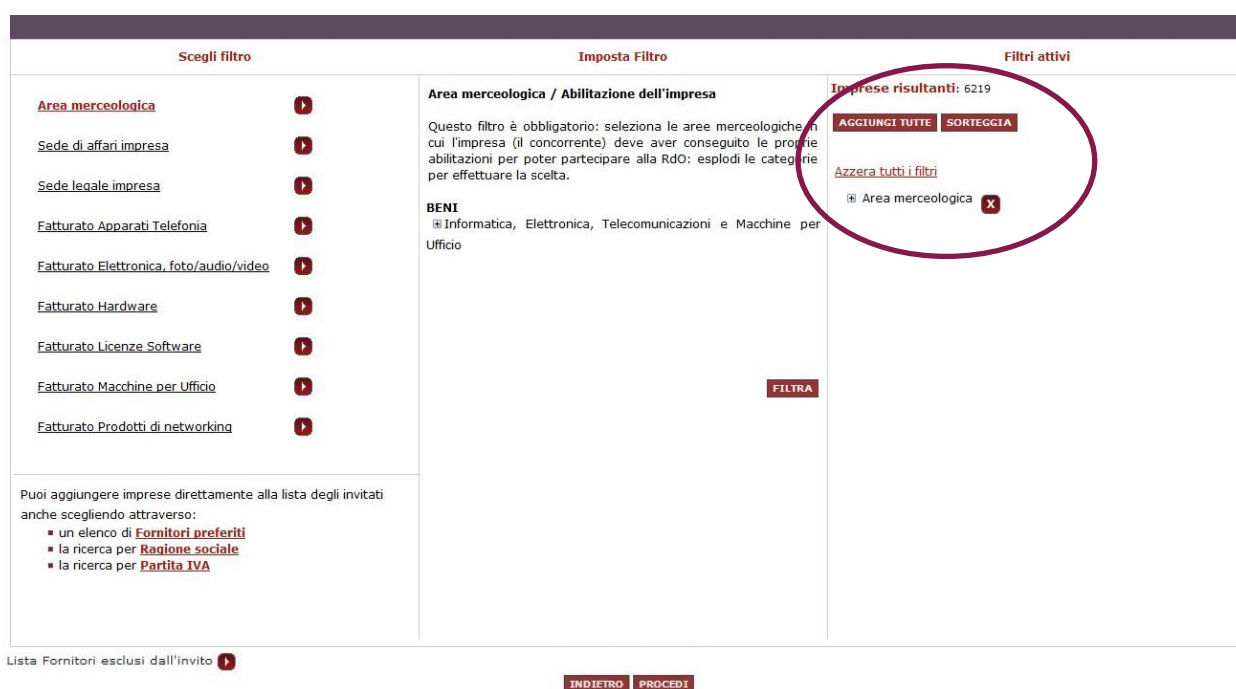 Scegli filtro
Imposta Filtro
Filtri attivi
Area merceologica
Sede di affari impresa
Sede legale impresa
Fatturato Apparati Telefonia
Fatturato Elettronica, foto/audio/video
Fatturato Hardware
Fatturato Licenze Software
Fatturato Macchine per Ufficio
Fatturato Prodotti di networking
Puoi aggiungere imprese direttamente alla lista degli invitati
anche scegliendo attraverso:
un elenco di Fornitori preferiti
la ricerca per Ragione sociale
la ricerca per Partita IVA
Area merceologica / Abilitazione dell'impresa
Questo filtro è obbligatorio: seleziona le aree merceologiche in
cui l'impresa (il concorrente) deve aver conseguito le proprie
abilitazioni per poter partecipare alla RdO: esplodi le categorie
per effettuare la scelta.
BENI
Informatica, Elettronica, Telecomunicazioni e Macchine per
Ufficio
FILTRA
Imprese risultanti: 6219
AGGIUNGI TUTTE SORTEGGIA
Azzera tutti i filtri
Area merceologica X
Lista Fornitori esclusi dall'invito
INDIETRO PROCEDI